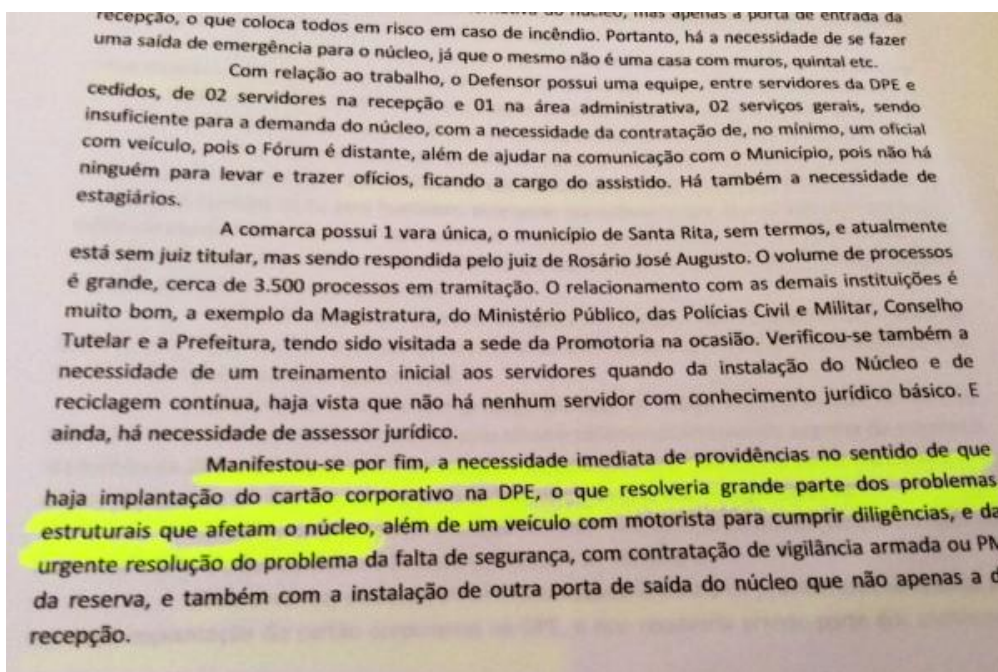 recepção, o que coloca todos em risco em caso de incêndio. Portanto, há a necessidade de se fazer
uma saída de emergência para o núcleo, já que o mesmo não é uma casa com muros, quintal etc.
Com relação ao trabalho, o Defensor possui uma equipe, entre servidores da DPE e
cedidos, de 02 servidores na recepção e 01 na área administrativa, 02 serviços gerais, sendo
insuficiente para a demanda do núcleo, com a necessidade da contratação de, no mínimo, um oficial
com veículo, pois o Fórum é distante, além de ajudar na comunicação com o Município, pois não há
ninguém para levar e trazer ofícios, ficando a cargo do assistido. Há também a necessidade de
estagiários.
A comarca possui 1 vara única, o município de Santa Rita, sem termos, e atualmente
está sem juiz titular, mas sendo respondida pelo juiz de Rosário José Augusto. O volume de processos
é grande, cerca de 3.500 processos em tramitação. O relacionamento com as demais instituições é
muito bom, a exemplo da Magistratura, do Ministério Público, das Polícias Civil e Militar, Conselho
Tutelar e a Prefeitura, tendo sido visitada a sede da Promotoria na ocasião. Verificou-se também a
necessidade de um treinamento inicial aos servidores quando da instalação do Núcleo e de
reciclagem contínua, haja vista que não há nenhum servidor com conhecimento jurídico básico. E
ainda, há necessidade de assessor jurídico.
Manifestou-se por fim, a necessidade imediata de providências no sentido de que
haja implantação do cartão corporativo na DPE, o que resolveria grande parte dos problemas
estruturais que afetam o núcleo, além de um veículo com motorista para cumprir diligências, e da
urgente resolução do problema da falta de segurança, com contratação de vigilância armada ou PM
da reserva, e também com a instalação de outra porta de saída do núcleo que não apenas a d
recepção.